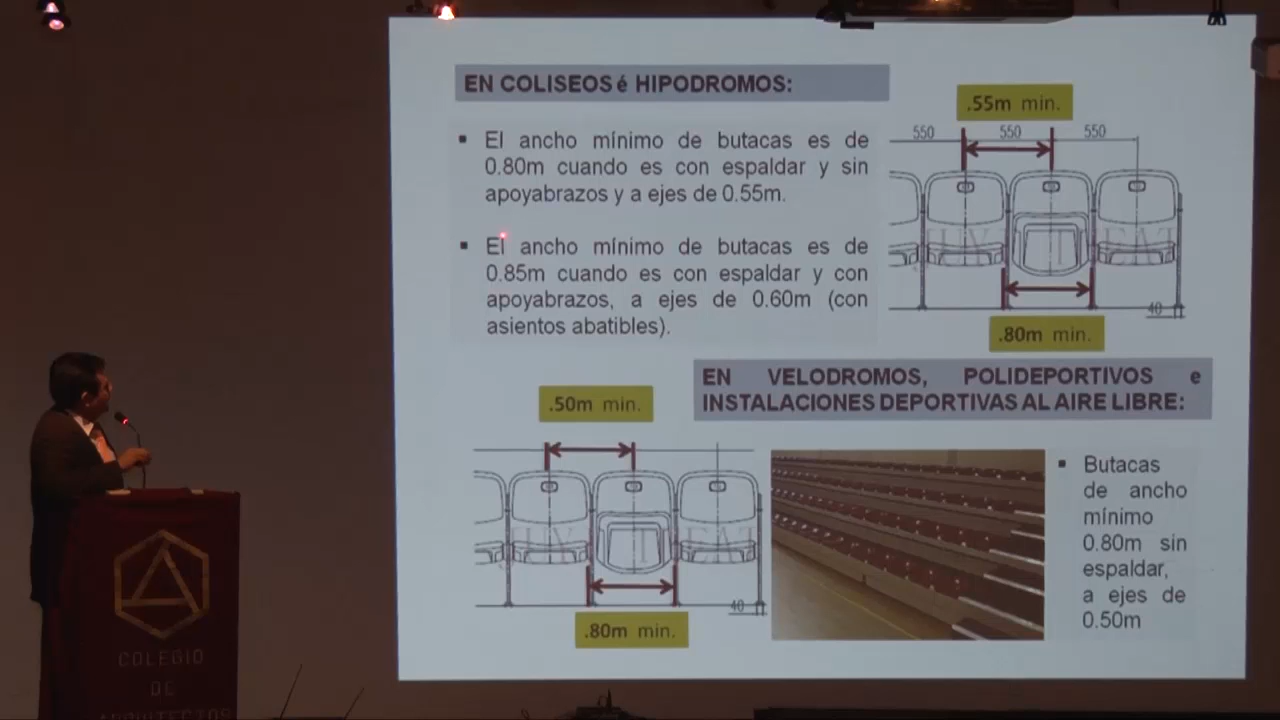 EN COLISEOS é HIPODROMOS:
.55m min.
▪ El ancho mínimo de butacas es de
0.80m cuando es con espaldar y sin
apoyabrazos y a ejes de 0.55m.
550 550 550
▪ El ancho mínimo de butacas es de
0.85m cuando es con espaldar y con
apoyabrazos, a ejes de 0.60m (con
asientos abatibles).
40
.80m min.
EN VELODROMOS, POLIDEPORTIVOS e
INSTALACIONES DEPORTIVAS AL AIRE LIBRE:
.50m min.
40
.80m min.
▪ Butacas
de ancho
mínimo
0.80m sin
espaldar,
a ejes de
0.50m
COLEGIO
DE
ARQUITECTOS